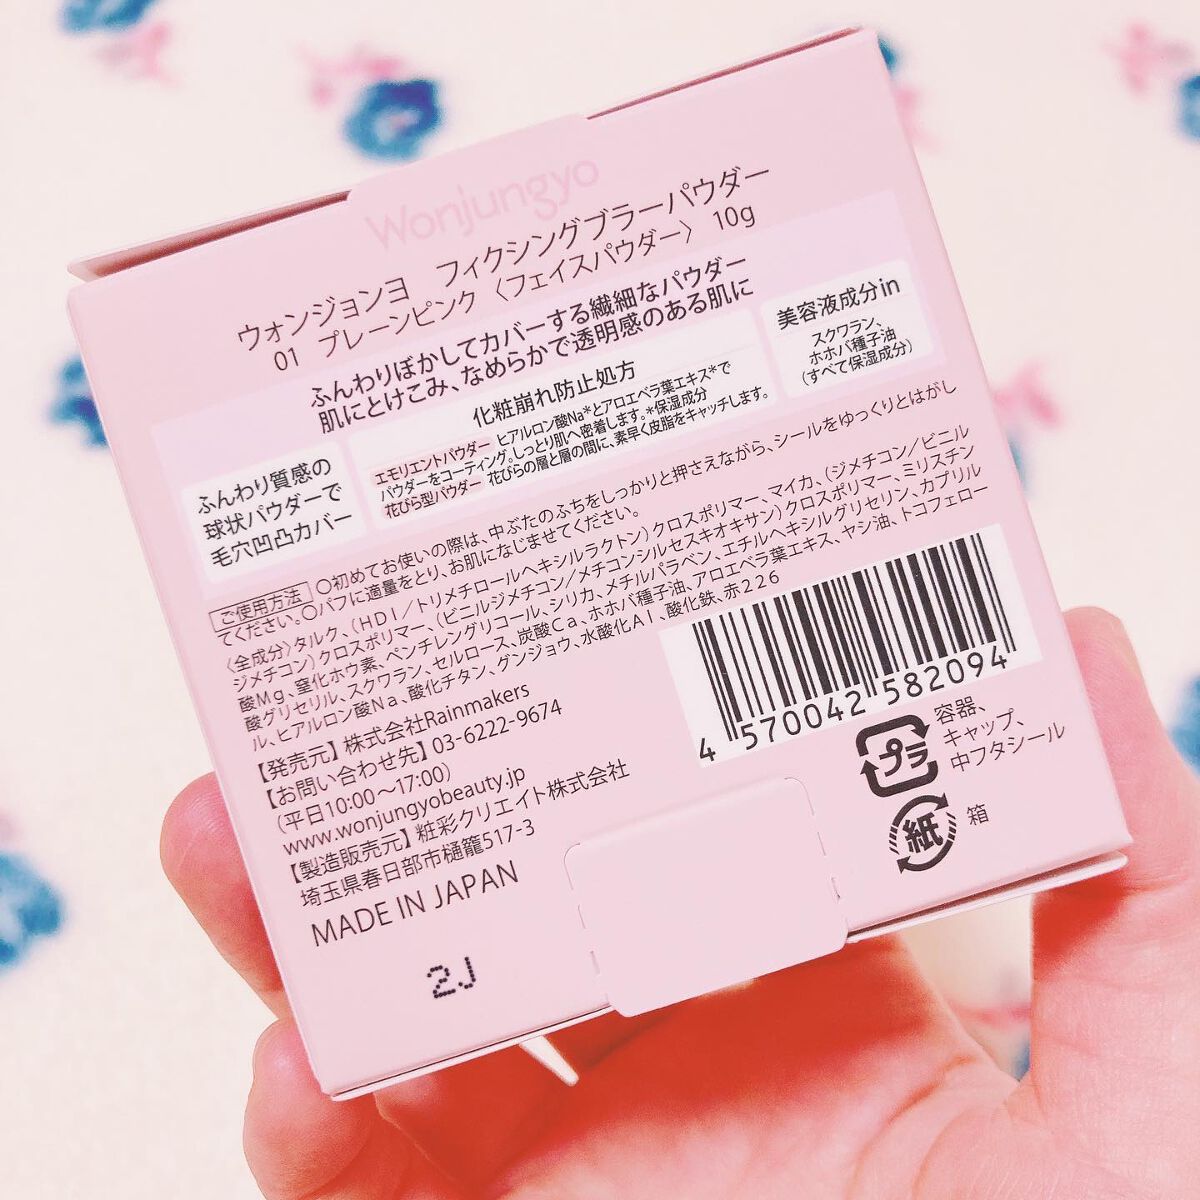 Wonjungyo
ウォンジョンヨ フィクシングブラーパウダー
01 プレーンピンク〈フェイスパウダー〉 10g
ふんわりぼかしてカバーする繊細なパウダー
肌にとけこみ、なめらかで透明感のある肌に
ふんわり質感の
球状パウダーで
毛穴凹凸カバー
化粧崩れ防止処方
エモリエントパウダー ヒアルロン酸Na*とアロエベラ葉エキス*で
パウダーをコーティング。しっとり肌へ密着します。*保湿成分
花びら型パウダー 花びらの層と層の間に、素早く皮脂をキャッチします。
美容液成分in
スクワラン、
ホホバ種子油
(すべて保湿成分)
ご使用方法 〇初めてお使いの際は、中ぶたのふちをしっかりと押さえながら、シールをゆっくりとはがし
てください。〇パフに適量をとり、お肌になじませてください。
〈全成分〉タルク、(HDI/トリメチロールヘキシルラクトン)クロスポリマー、マイカ、(ジメチコン/ビニル
ジメチコン)クロスポリマー、(ビニルジメチコン/メチコンシルセスキオキサン)クロスポリマー、ミリスチン
酸Mg、窒化ホウ素、ペンチレングリコール、シリカ、メチルパラベン、エチルヘキシルグリセリン、カプリル
酸グリセリル、スクワラン、セルロース、炭酸Ca、ホホバ種子油、アロエベラ葉エキス、ヤシ油、トコフェロー
ル、ヒアルロン酸Na、酸化チタン、グンジョウ、水酸化Al、酸化鉄、赤226
【発売元】株式会社Rainmakers
【お問い合わせ先】03-6222-9674
(平日10:00~17:00)
www.wonjungyobeauty.jp
【製造販売元】粧彩クリエイト株式会社
埼玉県春日部市樋籠517-3
MADE IN JAPAN
2J
4 570042 582094
プラ
容器、
キャップ、
中フタシール
紙
箱